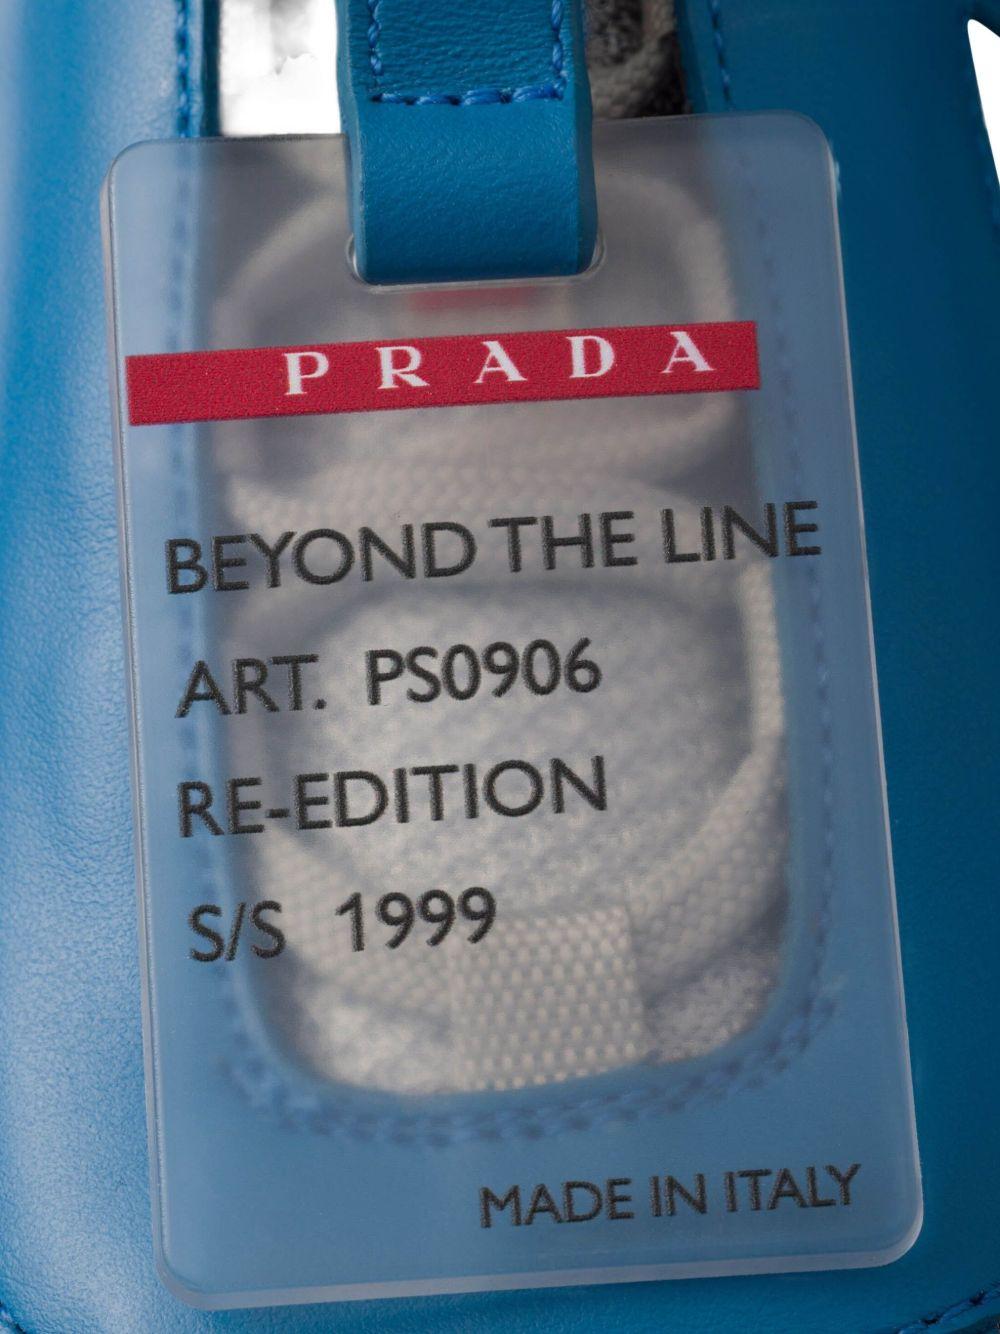 PRADA
BEYOND THE LINE
ART. PS0906
RE-EDITION
S/S 1999
MADE IN ITALY